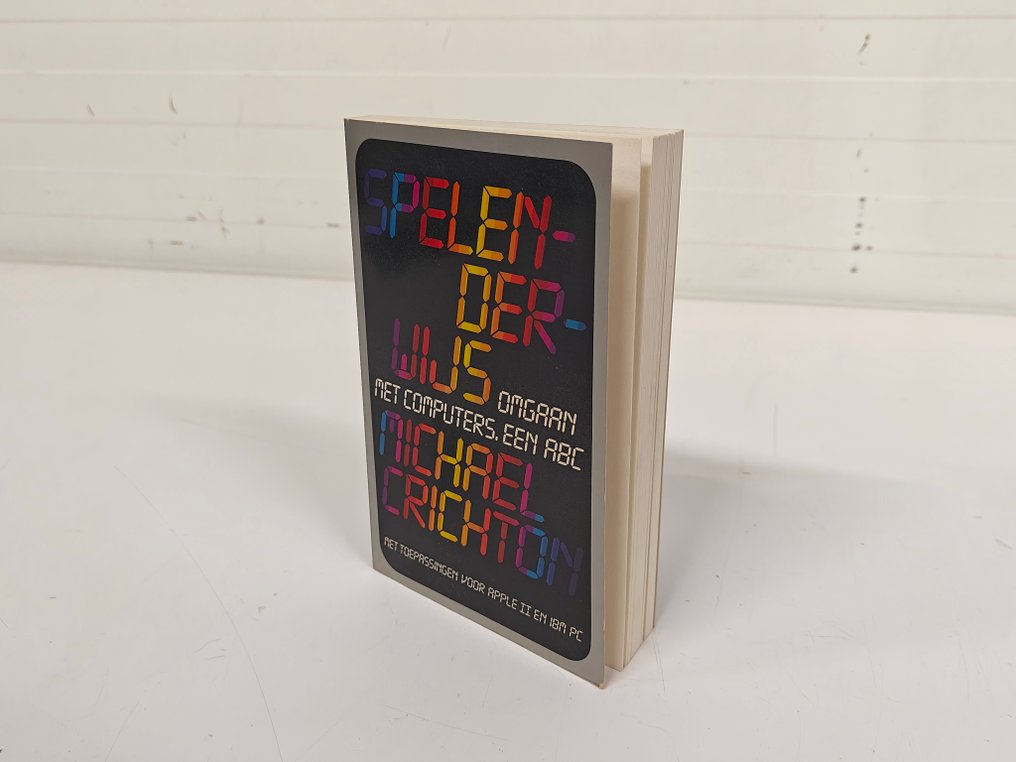 SPELEN-
DER-
WIJS OMGAAN
MET COMPUTERS. EEN ABC
MICHAEL
CRICHTON
MET TOEPASSINGEN VOOR APPLE II EN IBM PC